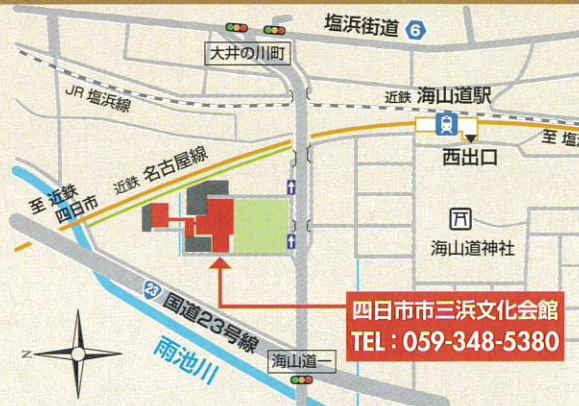 塩浜街道 6
大井の川町
JR 塩浜線
近鉄 海山道駅
至 塩
西出口
近鉄 名古屋線
至 近鉄
四日市
海山道神社
23 国道23号線
四日市市三浜文化会館
TEL：059-348-5380
雨池川
海山道一
N